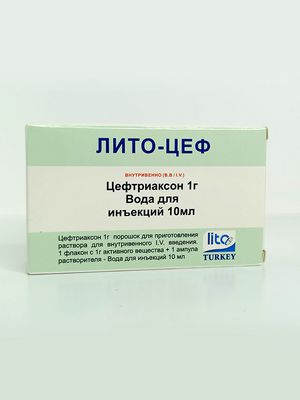 ЛИТО-ЦЕФ
ВНУТРИВЕННО (В.В / I.V.)
Цефтриаксон 1г
Вода для
инъекций 10мл
Цефтриаксон 1г порошок для приготовления
раствора для внутривенного I.V. введения.
1 флакон с 1г активного вещества + 1 ампула
растворителя - Вода для инъекций 10 мл
lito
TURKEY